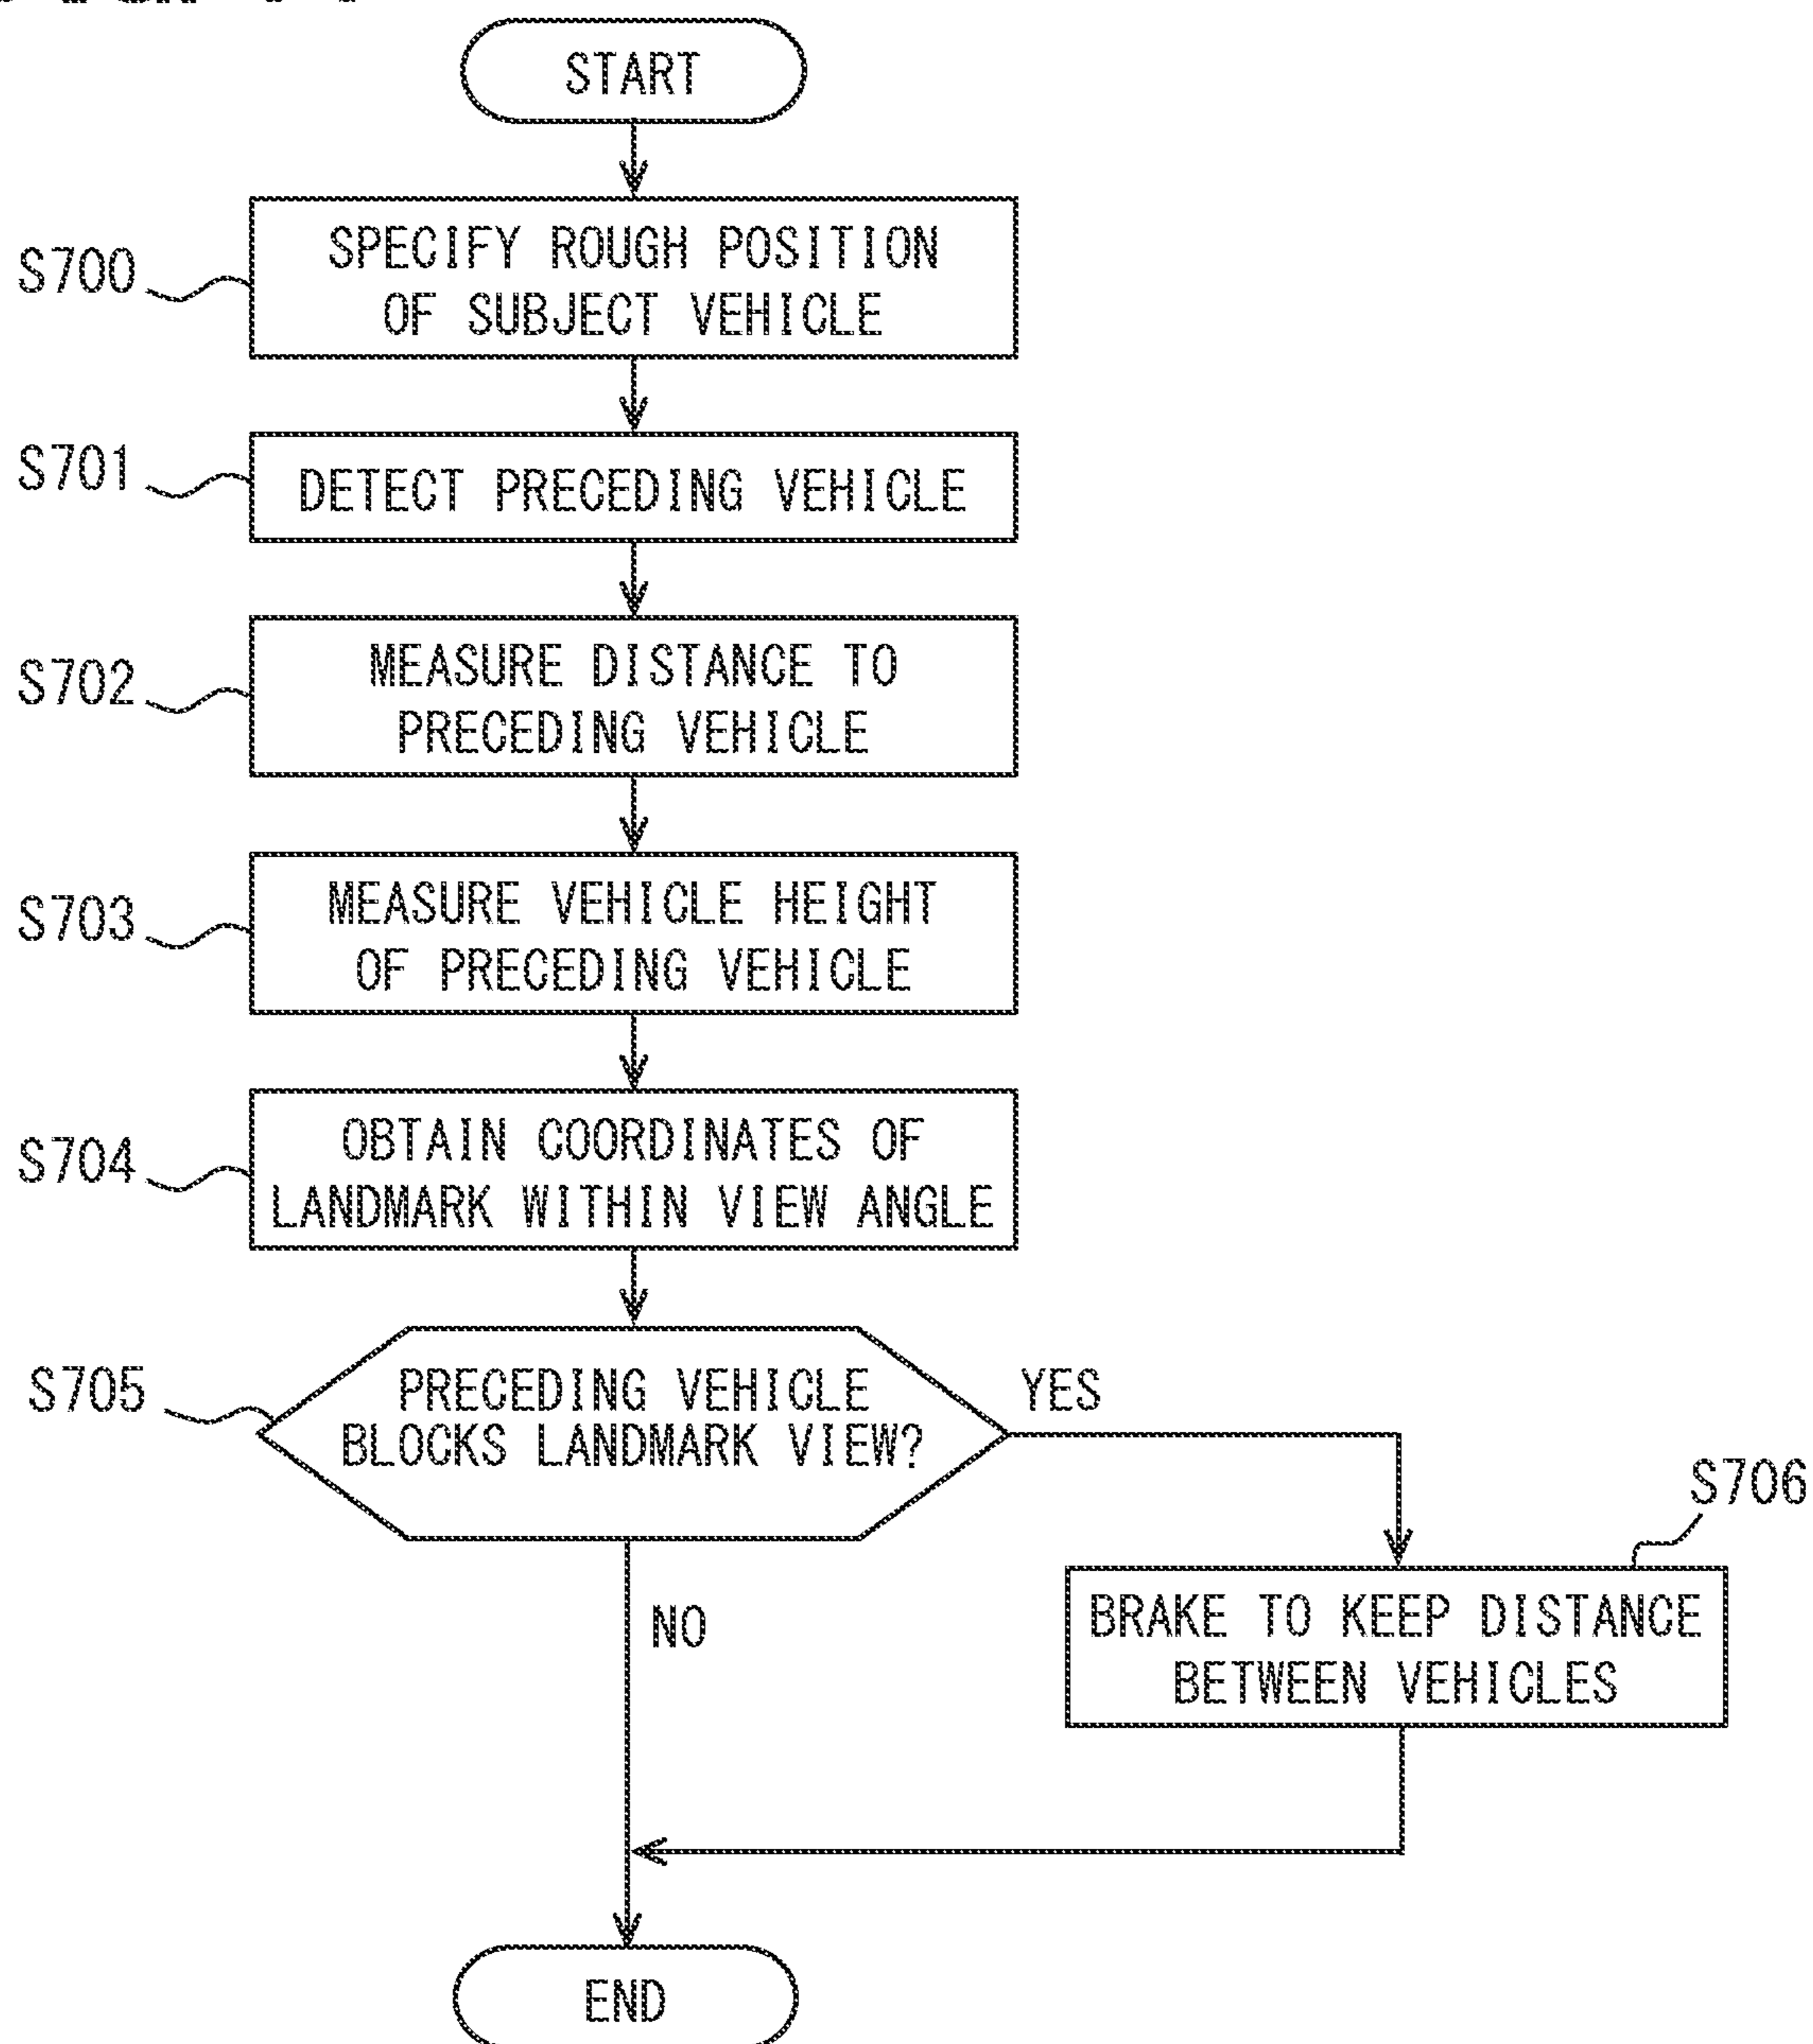 START
S700
SPECIFY ROUGH POSITION
OF SUBJECT VEHICLE
S701
DETECT PRECEDING VEHICLE
S702
MEASURE DISTANCE TO
PRECEDING VEHICLE
S703
MEASURE VEHICLE HEIGHT
OF PRECEDING VEHICLE
S704
OBTAIN COORDINATES OF
LANDMARK WITHIN VIEW ANGLE
S705
PRECEDING VEHICLE
BLOCKS LANDMARK VIEW?
YES
S706
BRAKE TO KEEP DISTANCE
BETWEEN VEHICLES
NO
END